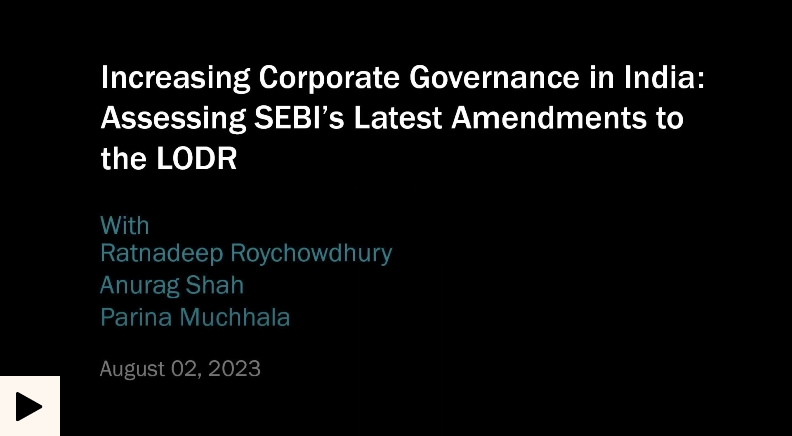 Increasing Corporate Governance in India:
Assessing SEBI's Latest Amendments to
the LODR
With
Ratnadeep Roychowdhury
Anurag Shah
Parina Muchhala
August 02, 2023